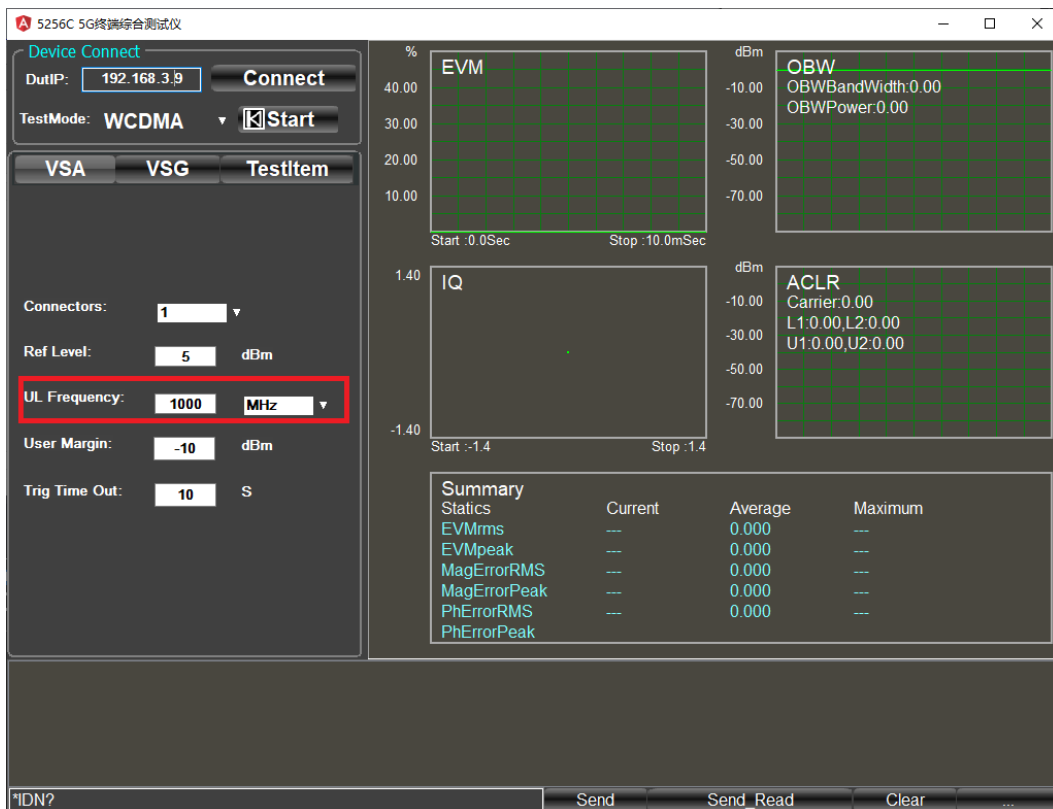 5256C 5G终端综合测试仪
Device Connect
DutIP: 192.168.3.9 Connect
TestMode: WCDMA Start
VSA VSG TestItem
Connectors: 1
Ref Level: 5 dBm
UL Frequency: 1000 MHz
User Margin: -10 dBm
Trig Time Out: 10 S
%
EVM
40.00
30.00
20.00
10.00
Start :0.0Sec Stop :10.0mSec
dBm
OBW
OBWBandWidth:0.00
OBWPower:0.00
-10.00
-30.00
-50.00
-70.00
1.40
IQ
-1.40
Start :-1.4 Stop :1.4
dBm
ACLR
Carrier:0.00
L1:0.00,L2:0.00
U1:0.00,U2:0.00
-10.00
-30.00
-50.00
-70.00
Summary
Statics Current Average Maximum
EVMrms --- 0.000 ---
EVMpeak --- 0.000 ---
MagErrorRMS --- 0.000 ---
MagErrorPeak --- 0.000 ---
PhErrorRMS --- 0.000 ---
PhErrorPeak
*IDN? Send Send_Read Clear ...